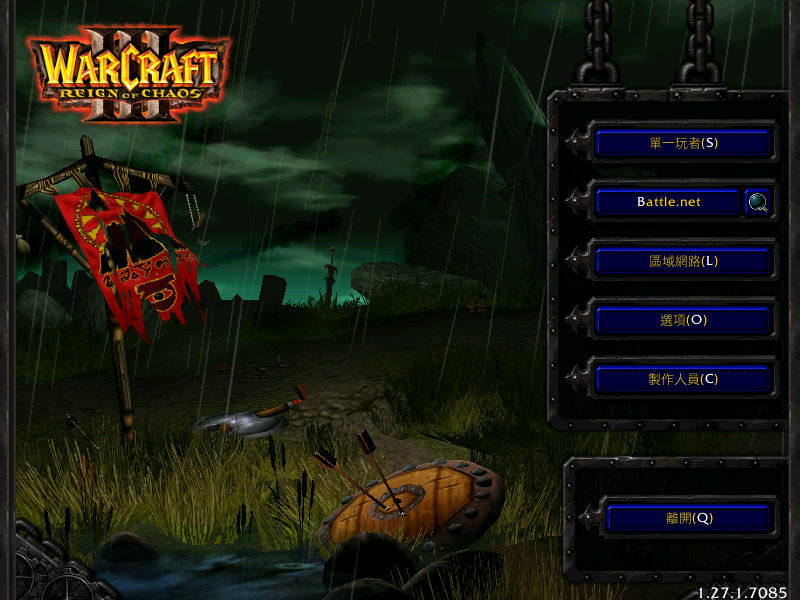 WARCRAFT
III
REIGN OF CHAOS
單一玩者(S)
Battle.net
區域網路(L)
選項(O)
製作人員(C)
離開(Q)
1.27.1.7085